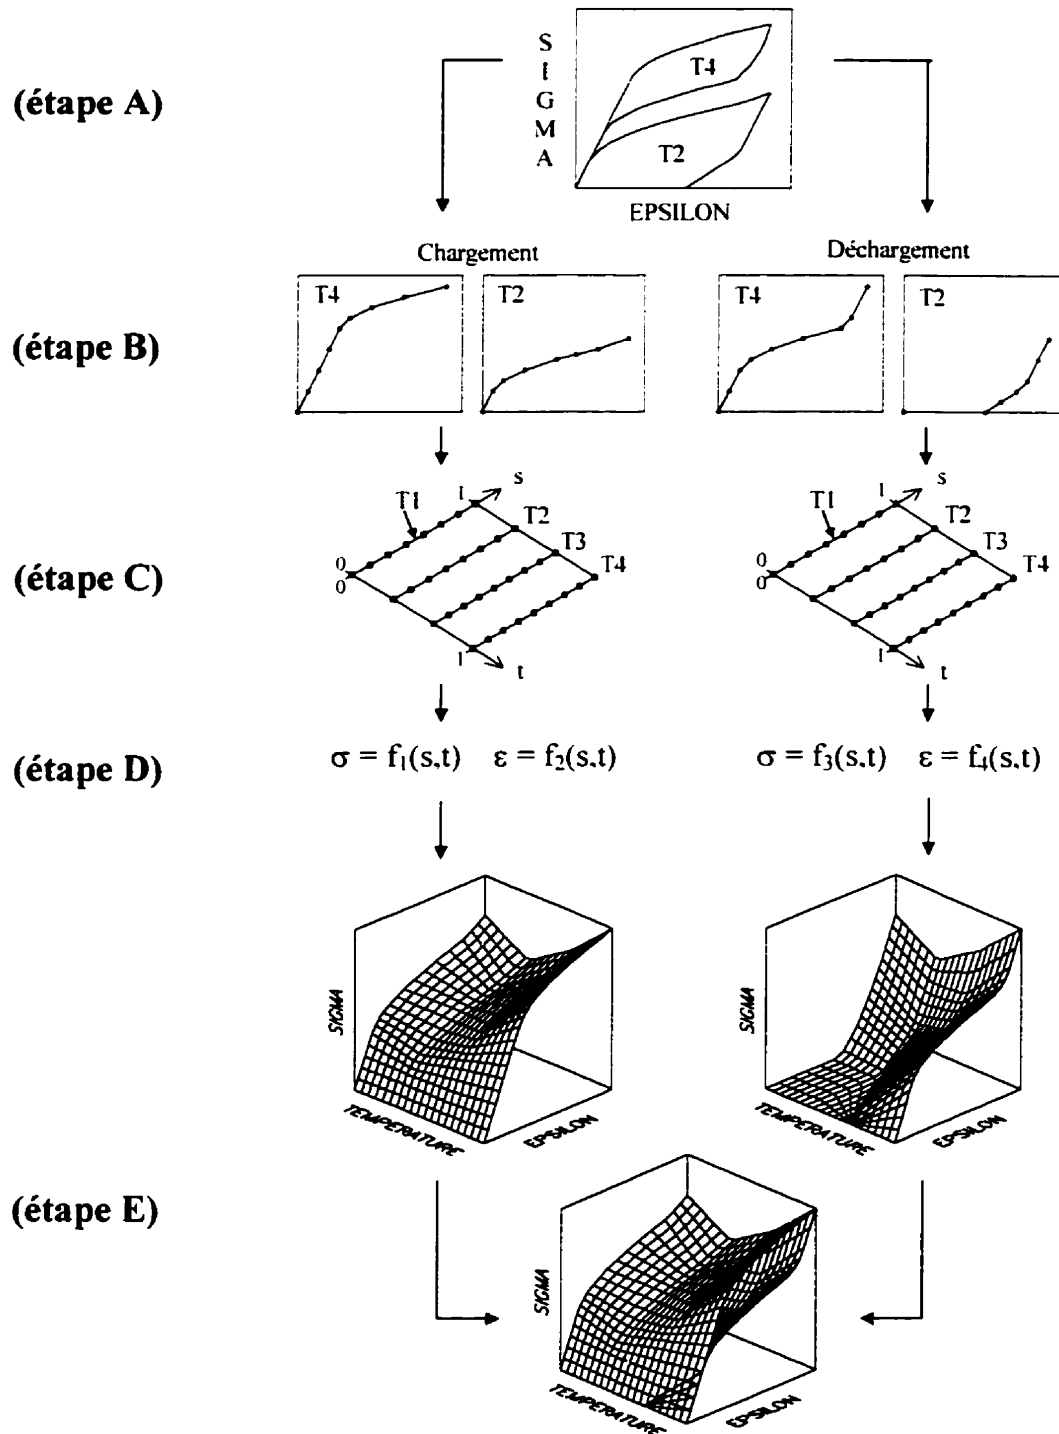 (étape A)
S
I
G
M
A
T4
T2
EPSILON
Chargement
Déchargement
(étape B)
T4
T2
T4
T2
(étape C)
T1
1
s
T2
T3
T4
0
0
1
t
T1
1
s
T2
T3
T4
0
0
1
t
(étape D)
σ = f₁(s,t) ε = f₂(s,t)
σ = f₃(s,t) ε = f₄(s,t)
SIGMA
TEMPERATURE
EPSILON
SIGMA
TEMPERATURE
EPSILON
(étape E)
SIGMA
TEMPERATURE
EPSILON